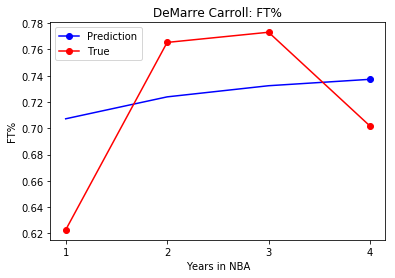 DeMarre Carroll: FT%
Prediction
True
0.78
0.76
0.74
0.72
0.70
0.68
0.66
0.64
0.62
FT%
1 2 3 4
Years in NBA